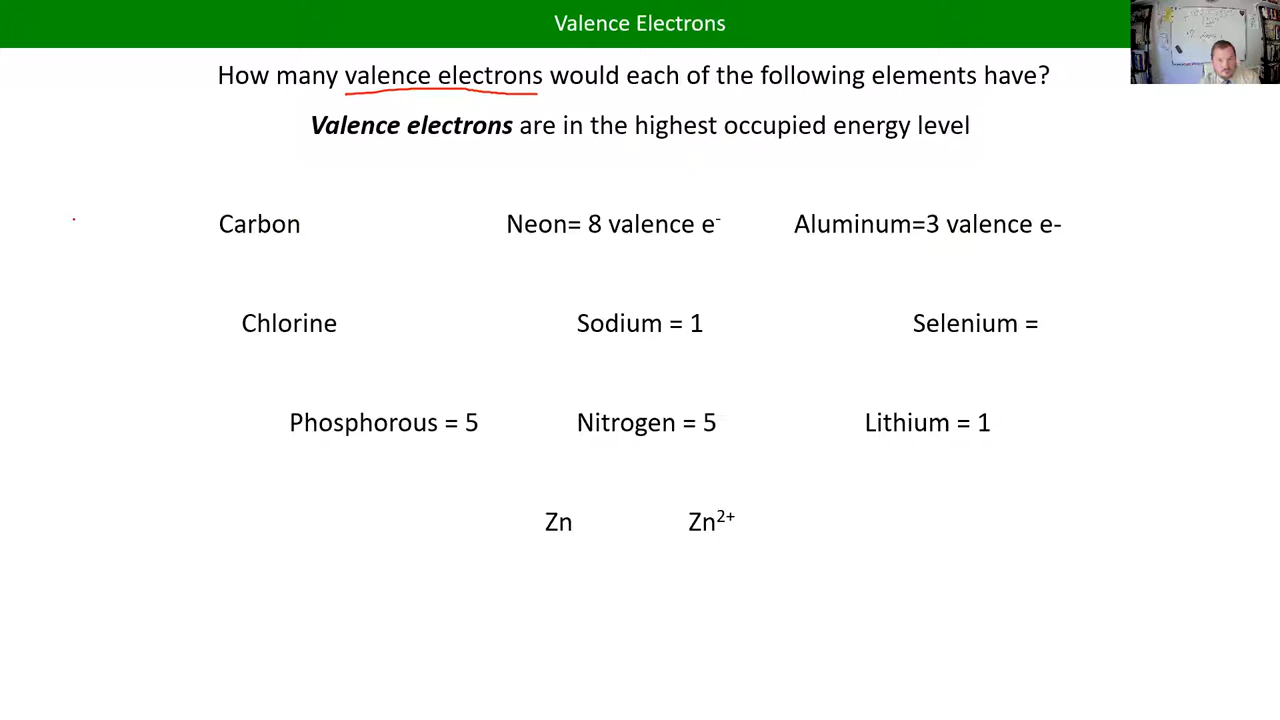 Valence Electrons
How many valence electrons would each of the following elements have?
Valence electrons are in the highest occupied energy level
Carbon Neon= 8 valence e⁻ Aluminum=3 valence e-
Chlorine Sodium = 1 Selenium =
Phosphorous = 5 Nitrogen = 5 Lithium = 1
Zn Zn²⁺